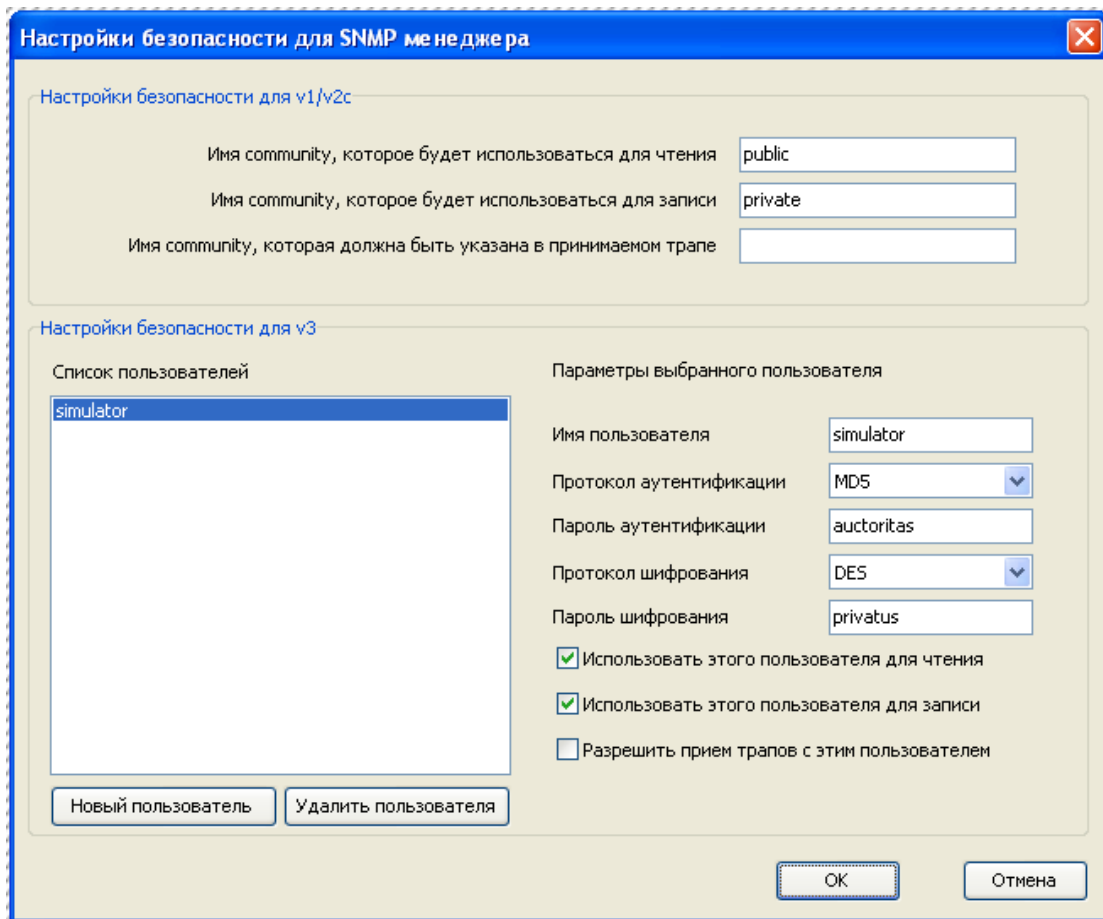 Настройки безопасности для SNMP менеджера
Настройки безопасности для v1/v2c
Имя community, которое будет использоваться для чтения public
Имя community, которое будет использоваться для записи private
Имя community, которая должна быть указана в принимаемом трапе
Настройки безопасности для v3
Список пользователей
simulator
Новый пользователь Удалить пользователя
Параметры выбранного пользователя
Имя пользователя simulator
Протокол аутентификации MD5
Пароль аутентификации auctoritas
Протокол шифрования DES
Пароль шифрования privatus
Использовать этого пользователя для чтения
Использовать этого пользователя для записи
Разрешить прием трапов с этим пользователем
OK Отмена